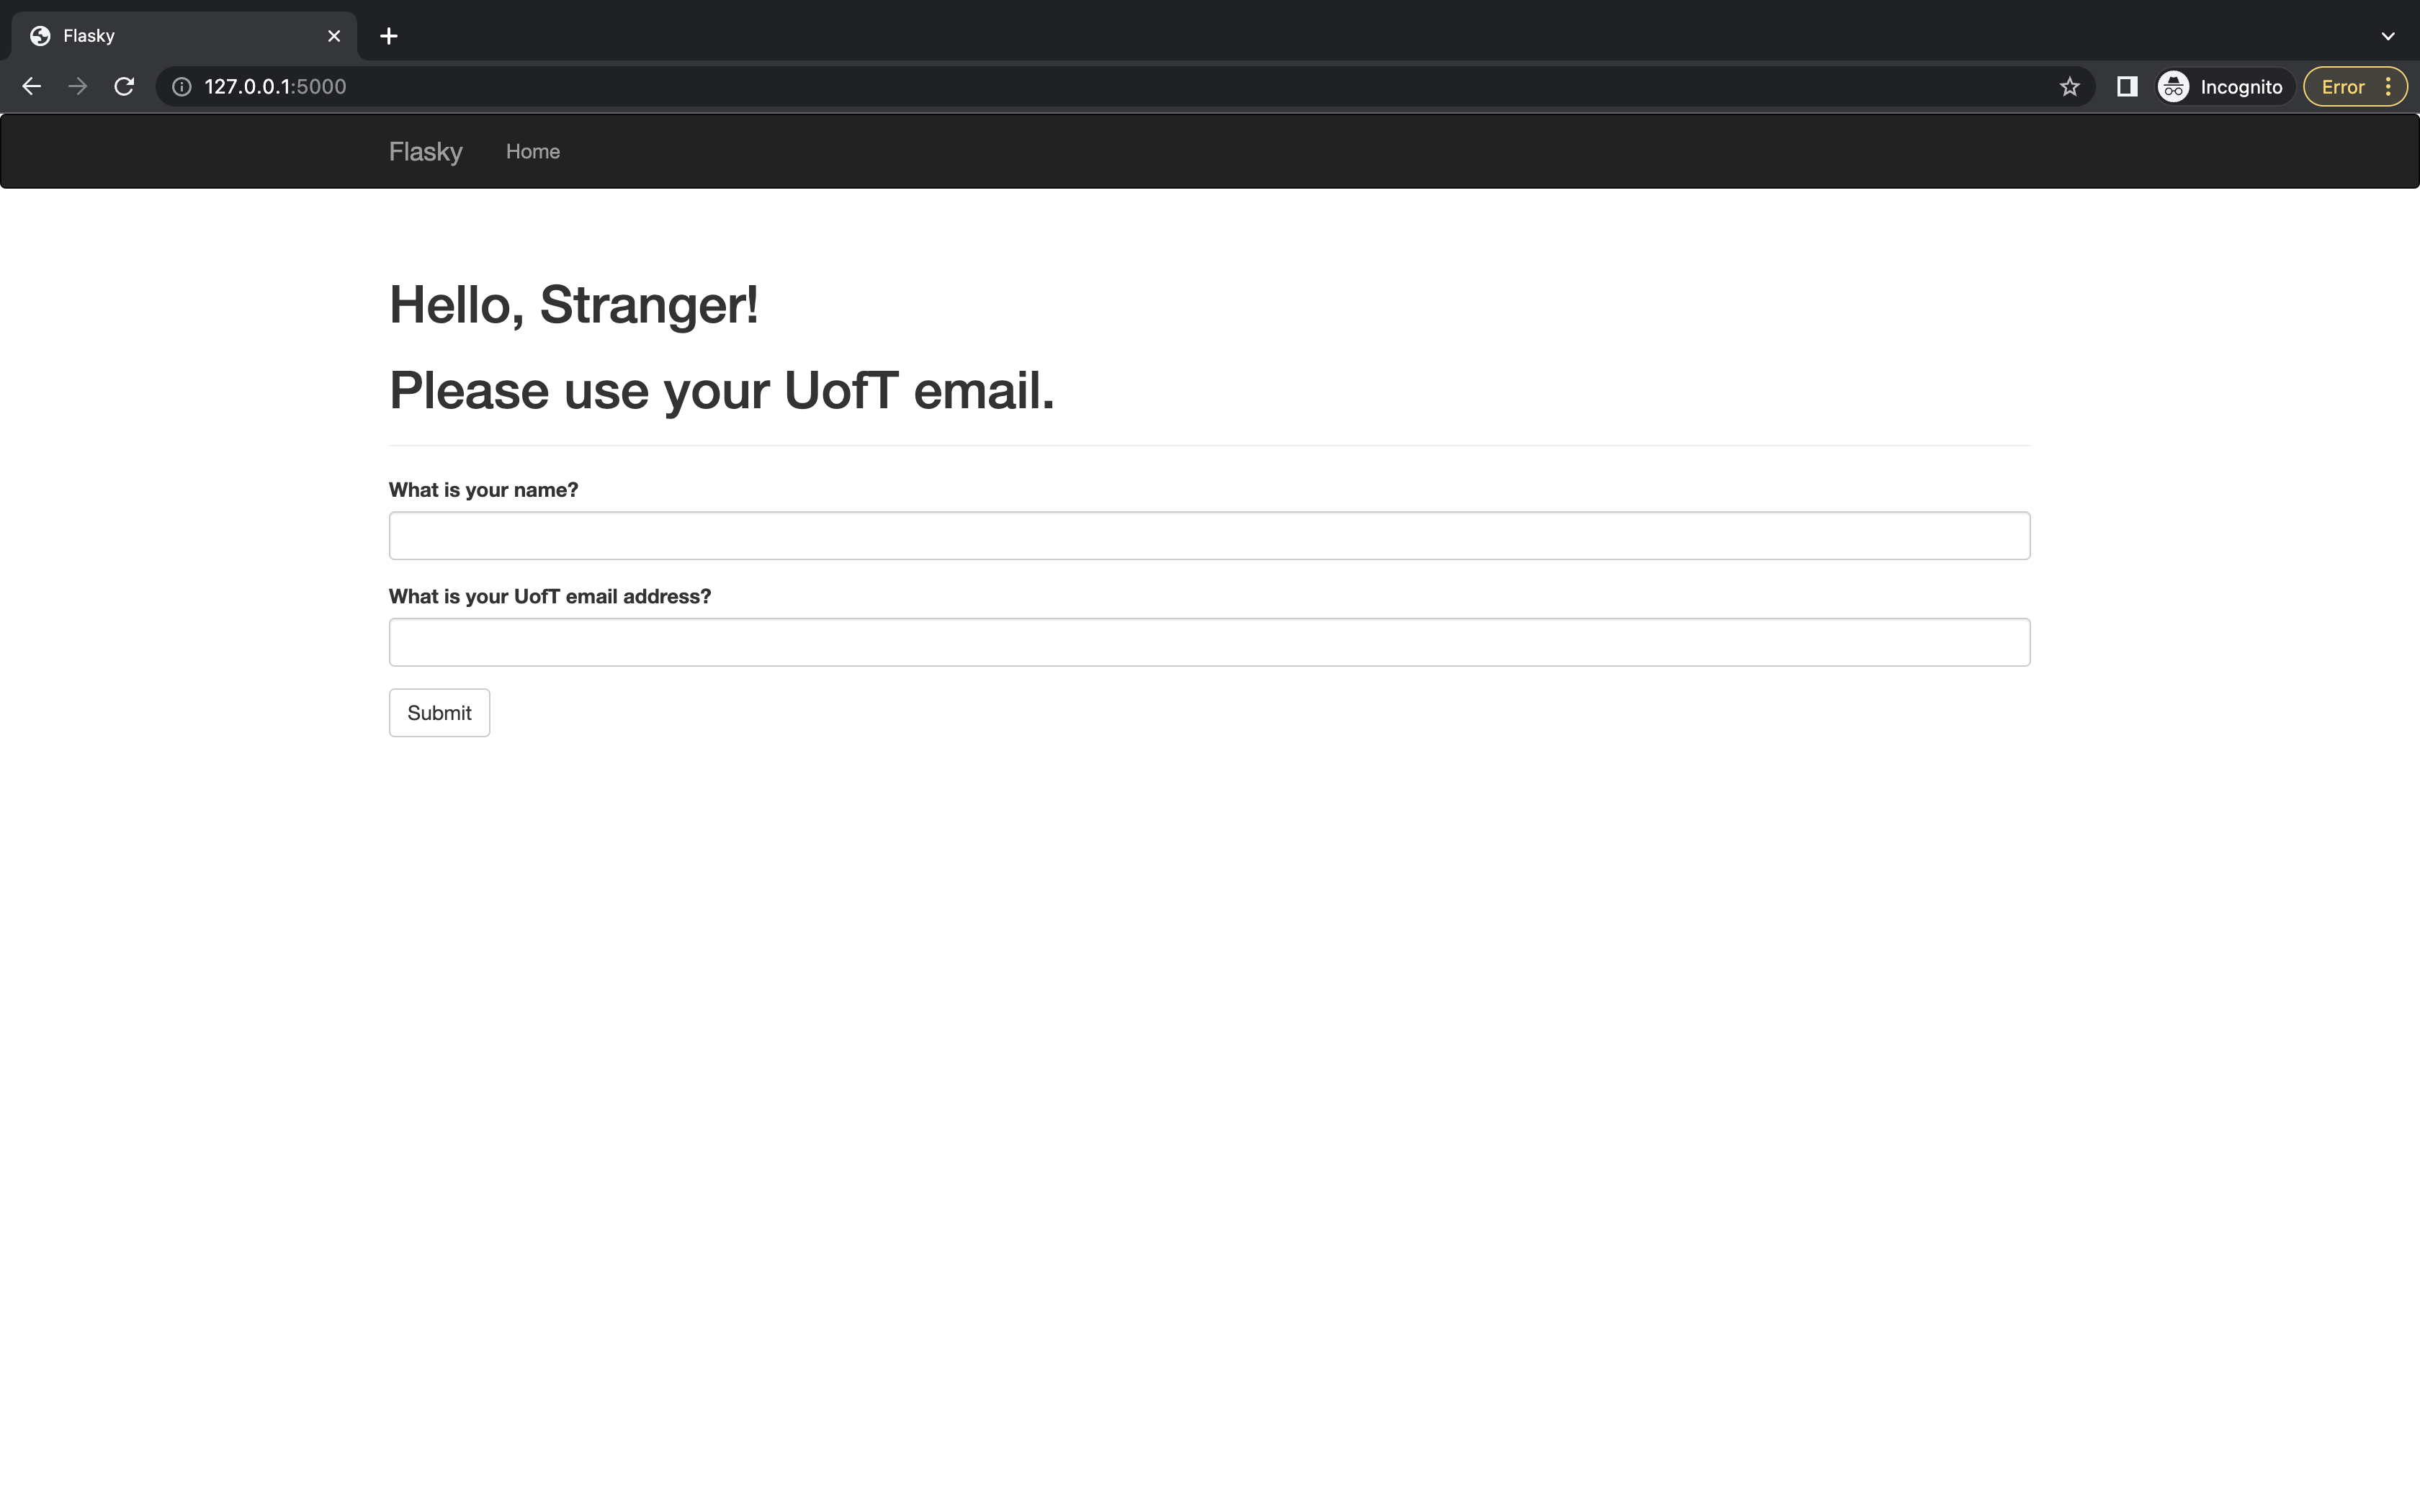 Flasky
127.0.0.1:5000
Incognito
Error
Flasky
Home
Hello, Stranger!
Please use your UofT email.
What is your name?
What is your UofT email address?
Submit